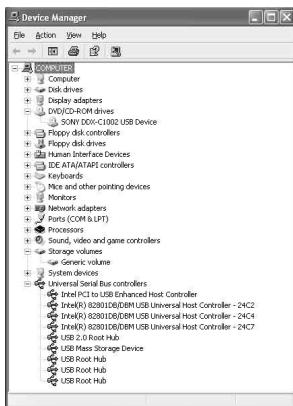 Device Manager
File Action View Help
COMPUTER
Computer
Disk drives
Display adapters
DVD/CD-ROM drives
SONY DDX-C1002 USB Device
Floppy disk controllers
Floppy disk drives
Human Interface Devices
IDE ATA/ATAPI controllers
Keyboards
Mice and other pointing devices
Monitors
Network adapters
Ports (COM & LPT)
Processors
Sound, video and game controllers
Storage volumes
Generic volume
System devices
Universal Serial Bus controllers
Intel PCI to USB Enhanced Host Controller
Intel(R) 82801DB/DBM USB Universal Host Controller - 24C2
Intel(R) 82801DB/DBM USB Universal Host Controller - 24C4
Intel(R) 82801DB/DBM USB Universal Host Controller - 24C7
USB 2.0 Root Hub
USB Mass Storage Device
USB Root Hub
USB Root Hub
USB Root Hub